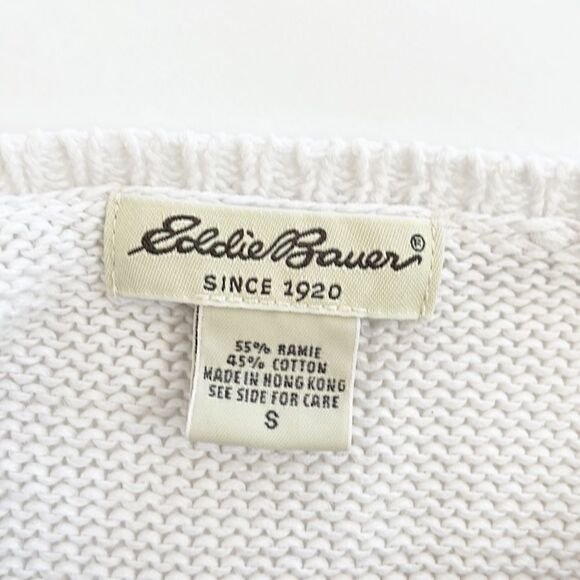 Eddie Bauer®
SINCE 1920
55% RAMIE
45% COTTON
MADE IN HONG KONG
SEE SIDE FOR CARE
S